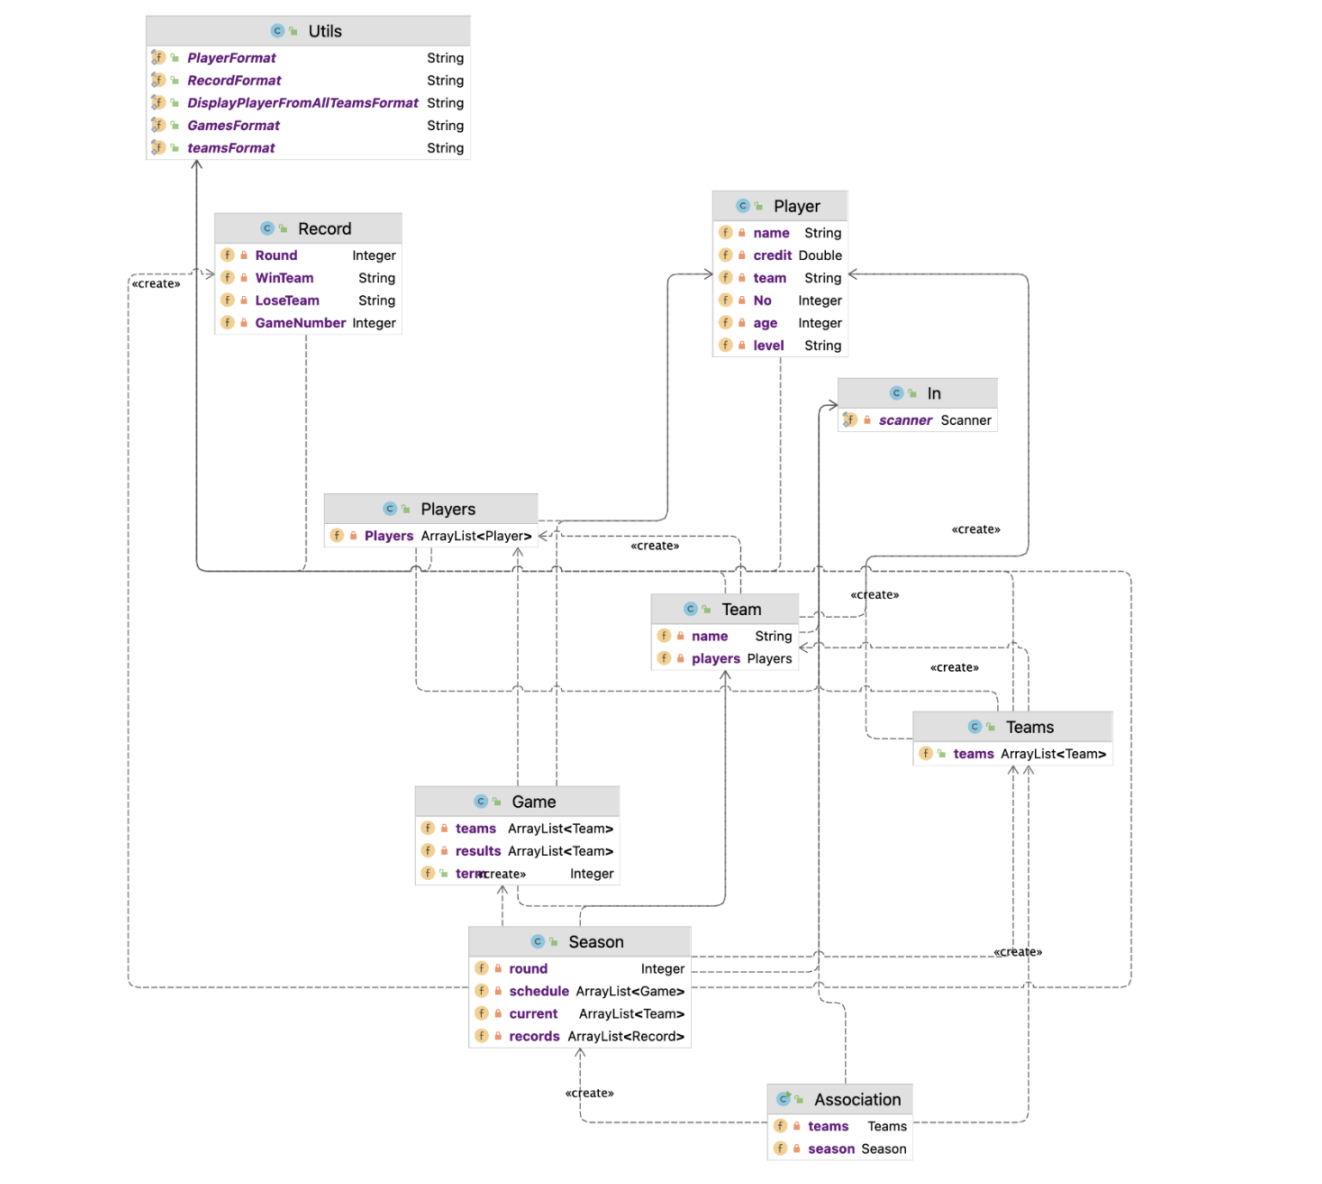 Utils
PlayerFormat String
RecordFormat String
DisplayPlayerFromAllTeamsFormat String
GamesFormat String
teamsFormat String
Player
name String
credit Double
team String
No Integer
age Integer
level String
Record
Round Integer
WinTeam String
LoseTeam String
GameNumber Integer
«create»
In
scanner Scanner
Players
Players ArrayList<Player>
«create»
«create»
«create»
Team
name String
players Players
«create»
Teams
teams ArrayList<Team>
Game
teams ArrayList<Team>
results ArrayList<Team>
term Integer
«create»
Season
round Integer
schedule ArrayList<Game>
current ArrayList<Team>
records ArrayList<Record>
«create»
«create»
Association
teams Teams
season Season